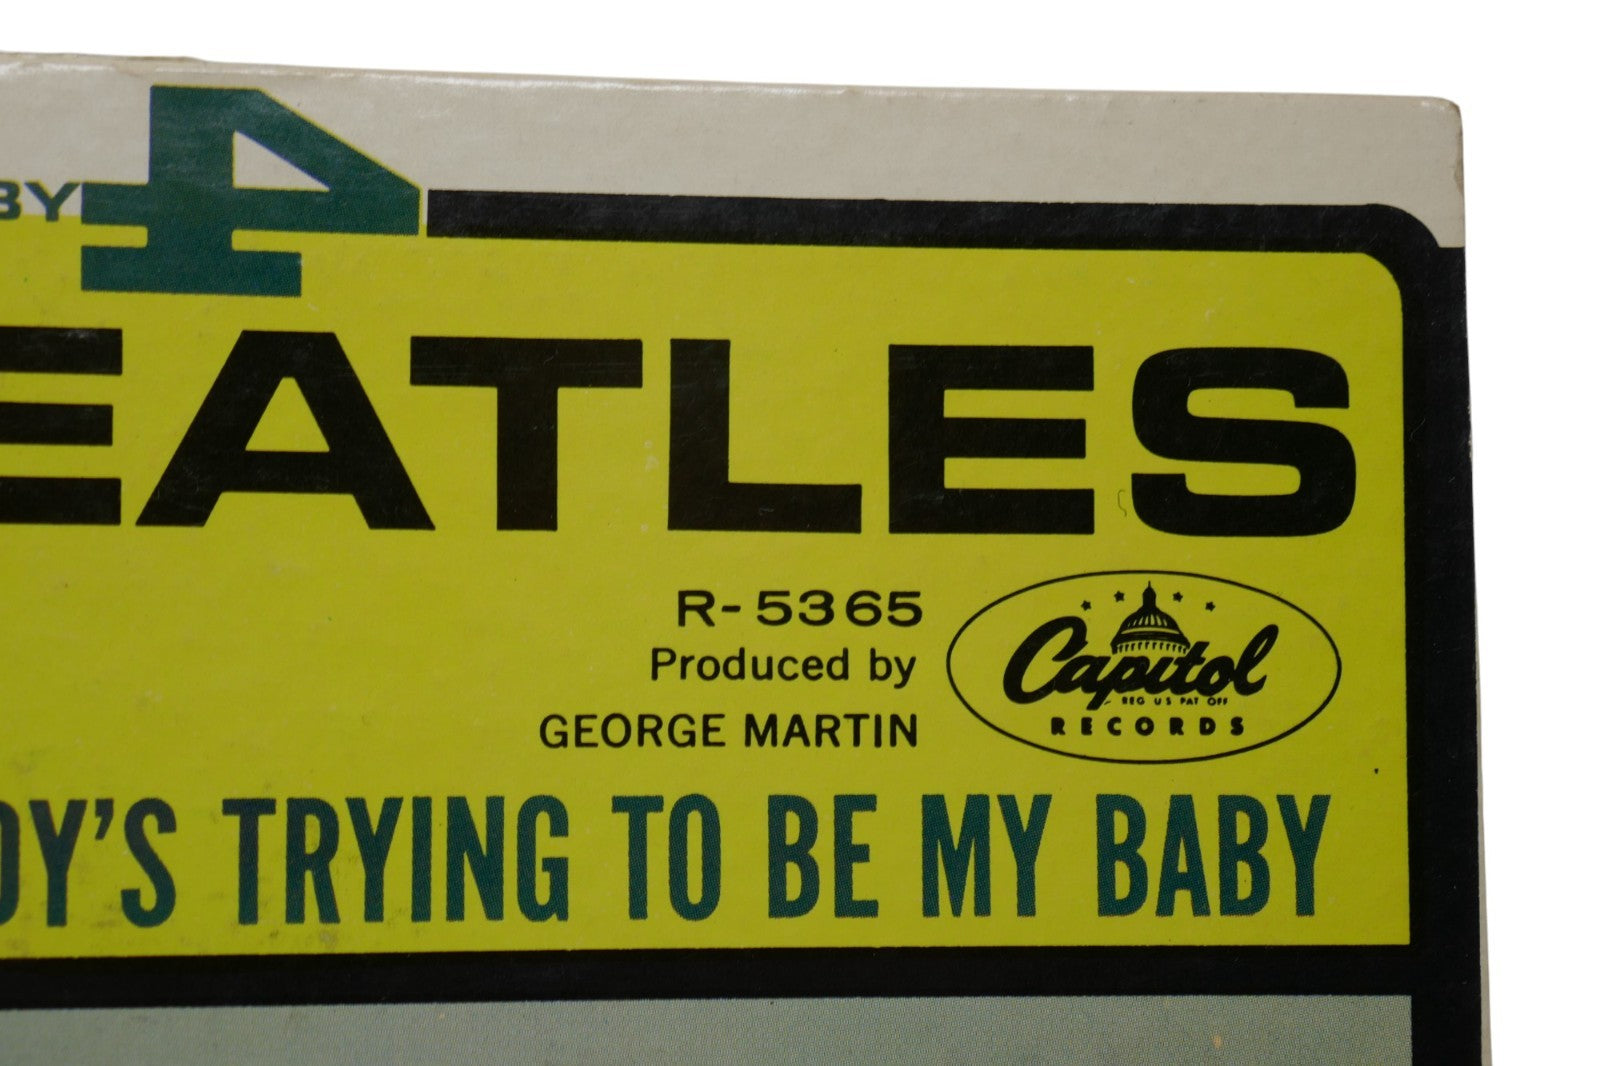 BY 4
EATLES
R-5365
Produced by
GEORGE MARTIN
Capitol
REG US PAT OFF
RECORDS
DY'S TRYING TO BE MY BABY